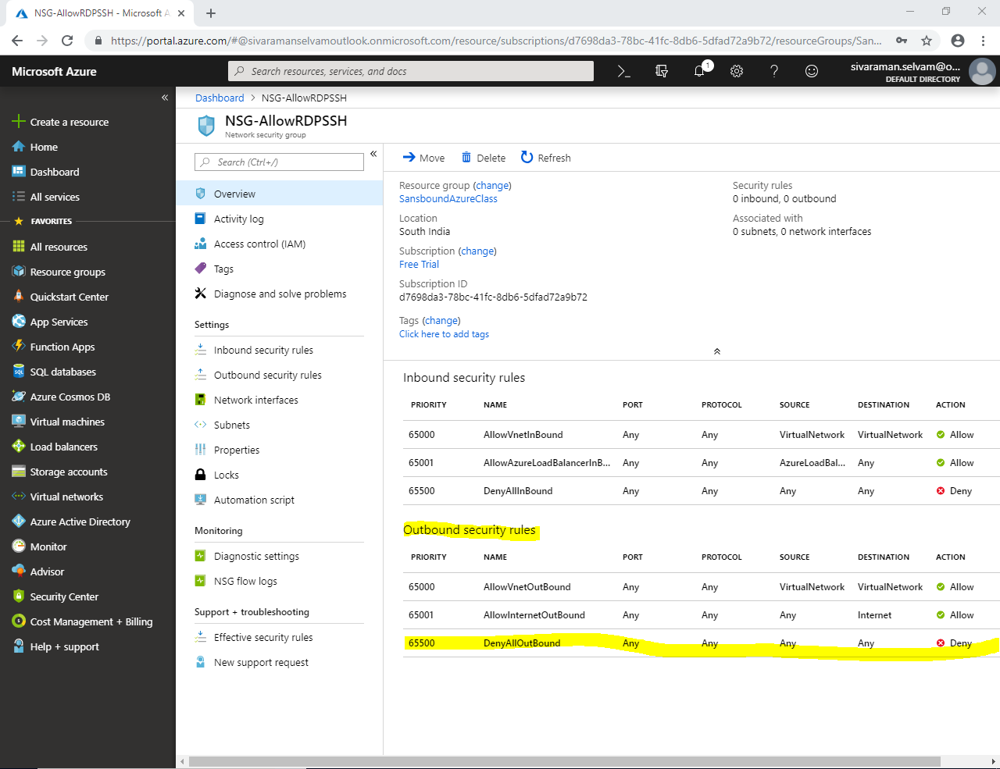 NSG-AllowRDPSSH - Microsoft A
https://portal.azure.com/#@sivaramanselvamoutlook.onmicrosoft.com/resource/subscriptions/d7698da3-78bc-41fc-8db6-5dfad72a9b72/resourceGroups/San...
Microsoft Azure
Search resources, services, and docs
1
sivaraman.selvam@o...
DEFAULT DIRECTORY
Create a resource
Home
Dashboard
All services
FAVORITES
All resources
Resource groups
Quickstart Center
App Services
Function Apps
SQL databases
Azure Cosmos DB
Virtual machines
Load balancers
Storage accounts
Virtual networks
Azure Active Directory
Monitor
Advisor
Security Center
Cost Management + Billing
Help + support
Dashboard > NSG-AllowRDPSSH
NSG-AllowRDPSSH
Network security group
Search (Ctrl+/)
Overview
Activity log
Access control (IAM)
Tags
Diagnose and solve problems
Settings
Inbound security rules
Outbound security rules
Network interfaces
Subnets
Properties
Locks
Automation script
Monitoring
Diagnostic settings
NSG flow logs
Support + troubleshooting
Effective security rules
New support request
Move Delete Refresh
Resource group (change)
SansboundAzureClass
Location
South India
Subscription (change)
Free Trial
Subscription ID
d7698da3-78bc-41fc-8db6-5dfad72a9b72
Tags (change)
Click here to add tags
Security rules
0 inbound, 0 outbound
Associated with
0 subnets, 0 network interfaces
Inbound security rules
PRIORITY NAME PORT PROTOCOL SOURCE DESTINATION ACTION
65000 AllowVnetInBound Any Any VirtualNetwork VirtualNetwork Allow
65001 AllowAzureLoadBalancerInB... Any Any AzureLoadBal... Any Allow
65500 DenyAllInBound Any Any Any Any Deny
Outbound security rules
PRIORITY NAME PORT PROTOCOL SOURCE DESTINATION ACTION
65000 AllowVnetOutBound Any Any VirtualNetwork VirtualNetwork Allow
65001 AllowInternetOutBound Any Any Any Internet Allow
65500 DenyAllOutBound Any Any Any Any Deny